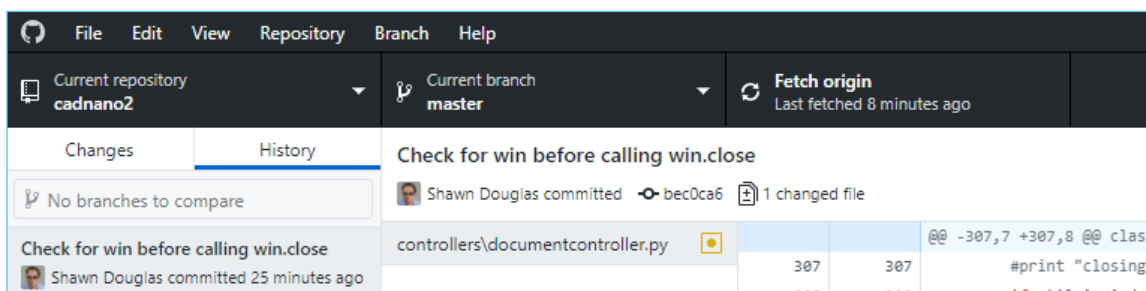 File Edit View Repository Branch Help
Current repository
cadnano2
Current branch
master
Fetch origin
Last fetched 8 minutes ago
Changes History
No branches to compare
Check for win before calling win.close
Shawn Douglas committed 25 minutes ago
Check for win before calling win.close
Shawn Douglas committed bec0ca6 1 changed file
controllers\documentcontroller.py
@@ -307,7 +307,8 @@ clas
307 307 #print "closing